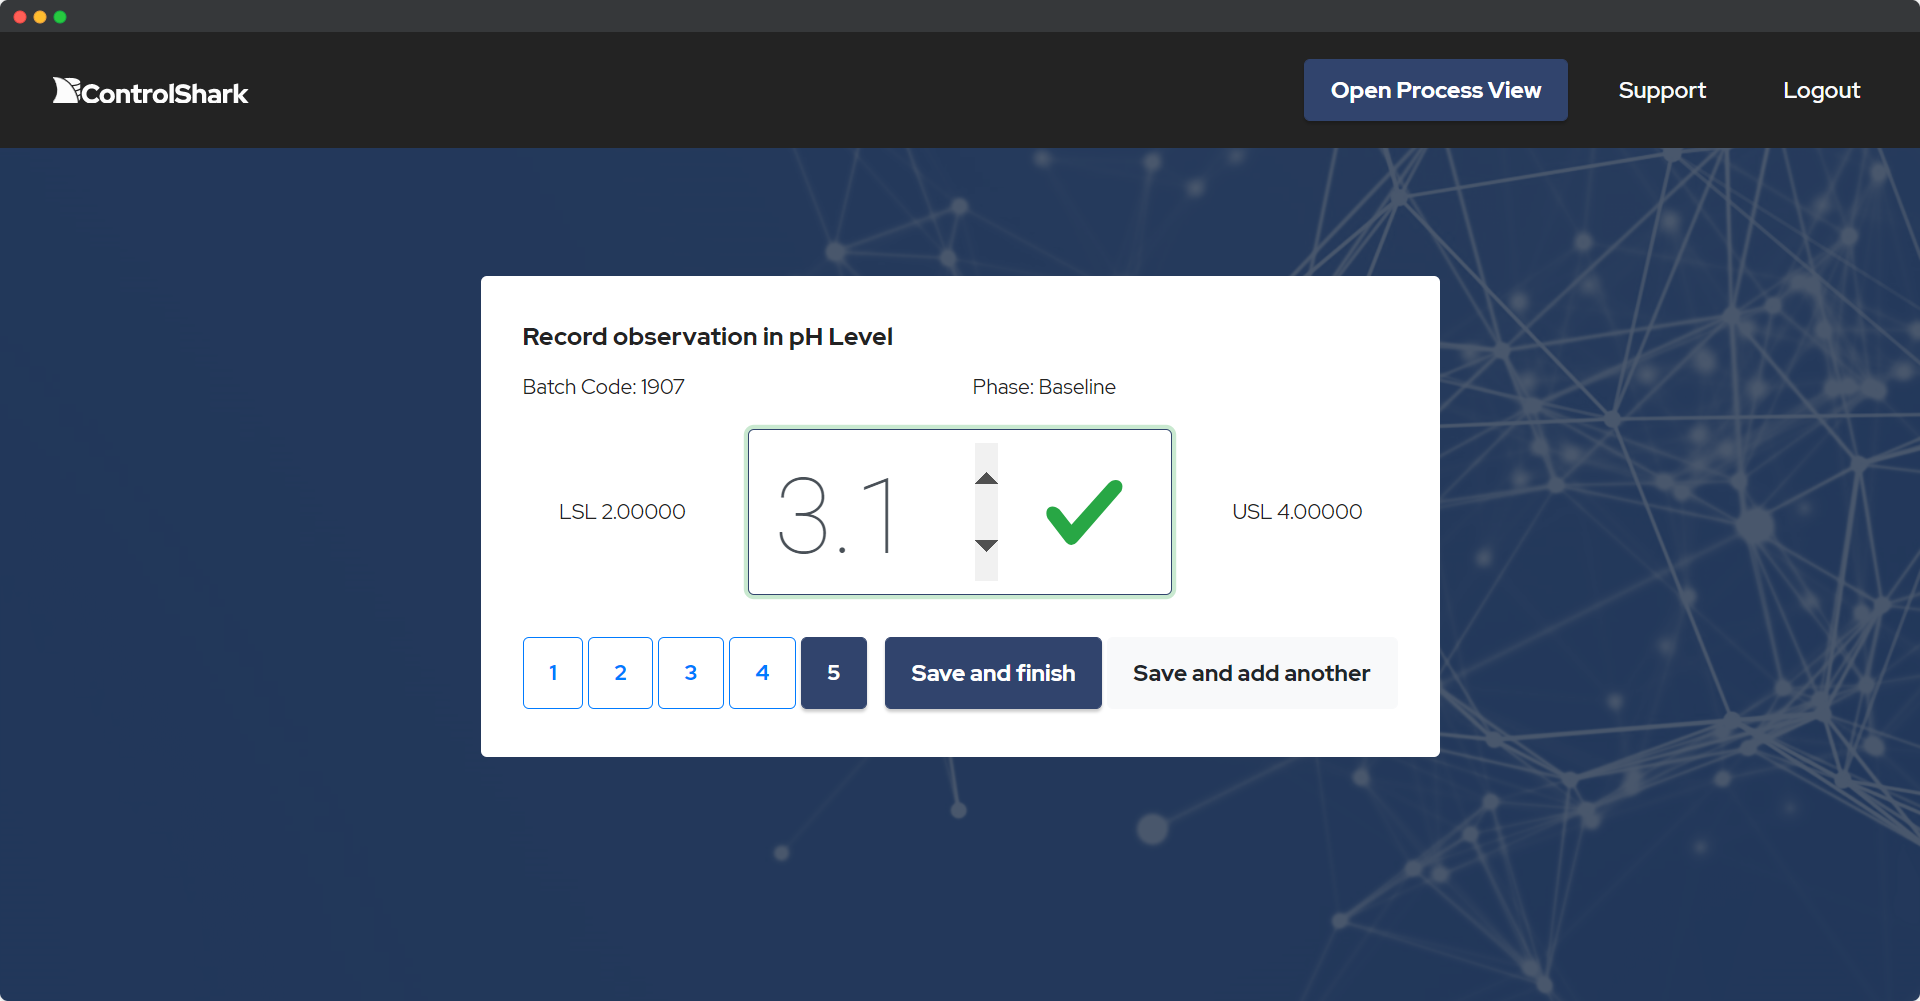 ControlShark
Open Process View
Support
Logout
Record observation in pH Level
Batch Code: 1907
Phase: Baseline
LSL 2.00000
3.1
USL 4.00000
1
2
3
4
5
Save and finish
Save and add another